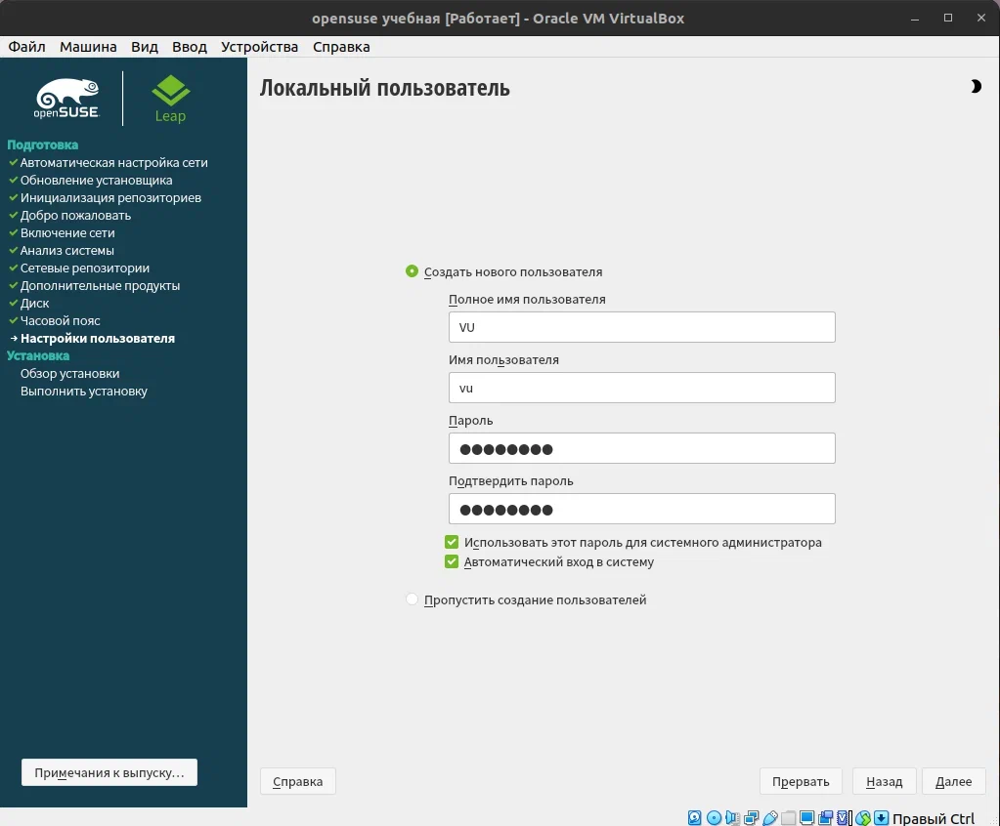 opensuse учебная [Работает] - Oracle VM VirtualBox
Файл Машина Вид Ввод Устройства Справка
openSUSE
Leap
Подготовка
Автоматическая настройка сети
Обновление установщика
Инициализация репозиториев
Добро пожаловать
Включение сети
Анализ системы
Сетевые репозитории
Дополнительные продукты
Диск
Часовой пояс
Настройки пользователя
Установка
Обзор установки
Выполнить установку
Примечания к выпуску...
Локальный пользователь
Создать нового пользователя
Полное имя пользователя
VU
Имя пользователя
vu
Пароль
●●●●●●●●
Подтвердить пароль
●●●●●●●●
Использовать этот пароль для системного администратора
Автоматический вход в систему
Пропустить создание пользователей
Справка Прервать Назад Далее
Правый Ctrl